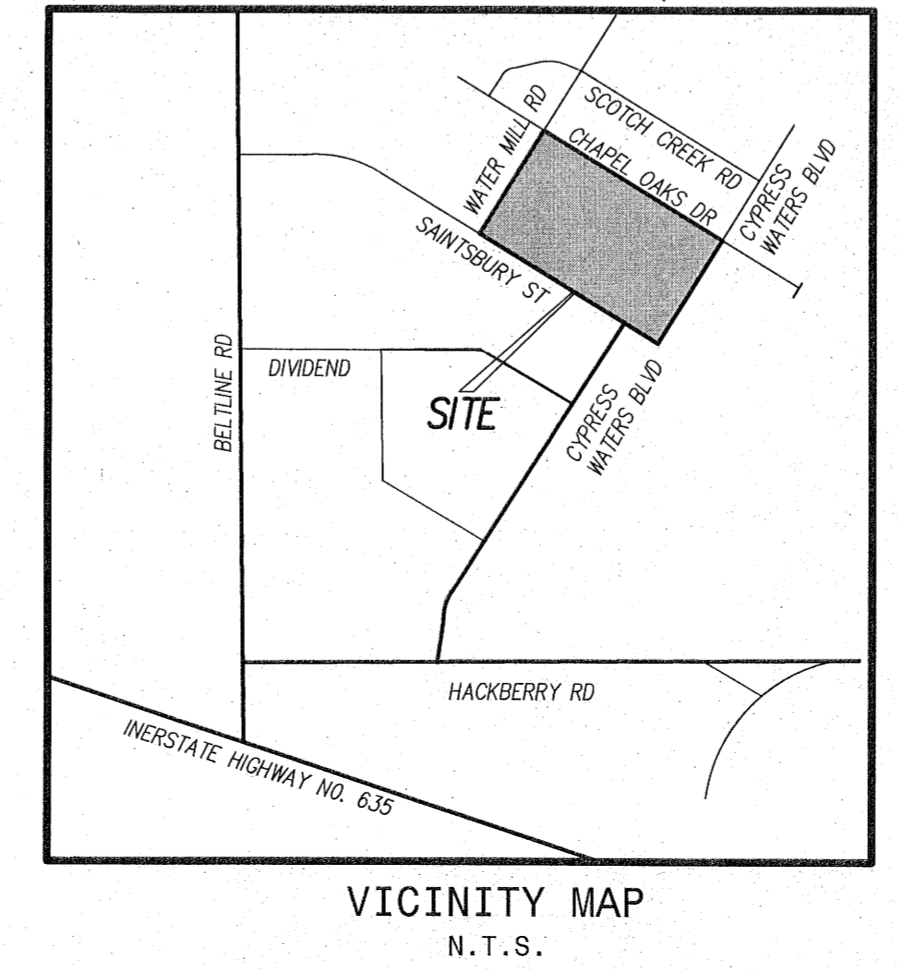 SCOTCH CREEK RD
WATER MILL RD
CHAPEL OAKS DR
CYPRESS
WATERS BLVD
SAINTSBURY ST
BELTLINE RD
DIVIDEND
SITE
CYPRESS
WATERS BLVD
HACKBERRY RD
INERSTATE HIGHWAY NO. 635
VICINITY MAP
N.T.S.